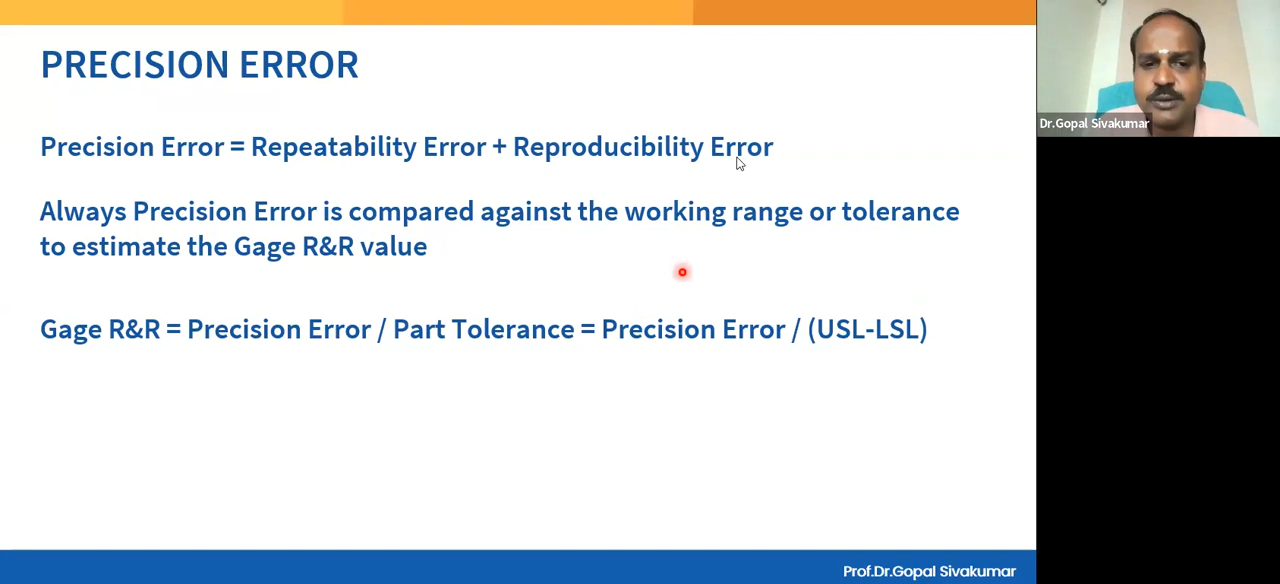 PRECISION ERROR
Precision Error = Repeatability Error + Reproducibility Error
Always Precision Error is compared against the working range or tolerance
to estimate the Gage R&R value
Gage R&R = Precision Error / Part Tolerance = Precision Error / (USL-LSL)
Dr.Gopal Sivakumar
Prof.Dr.Gopal Sivakumar